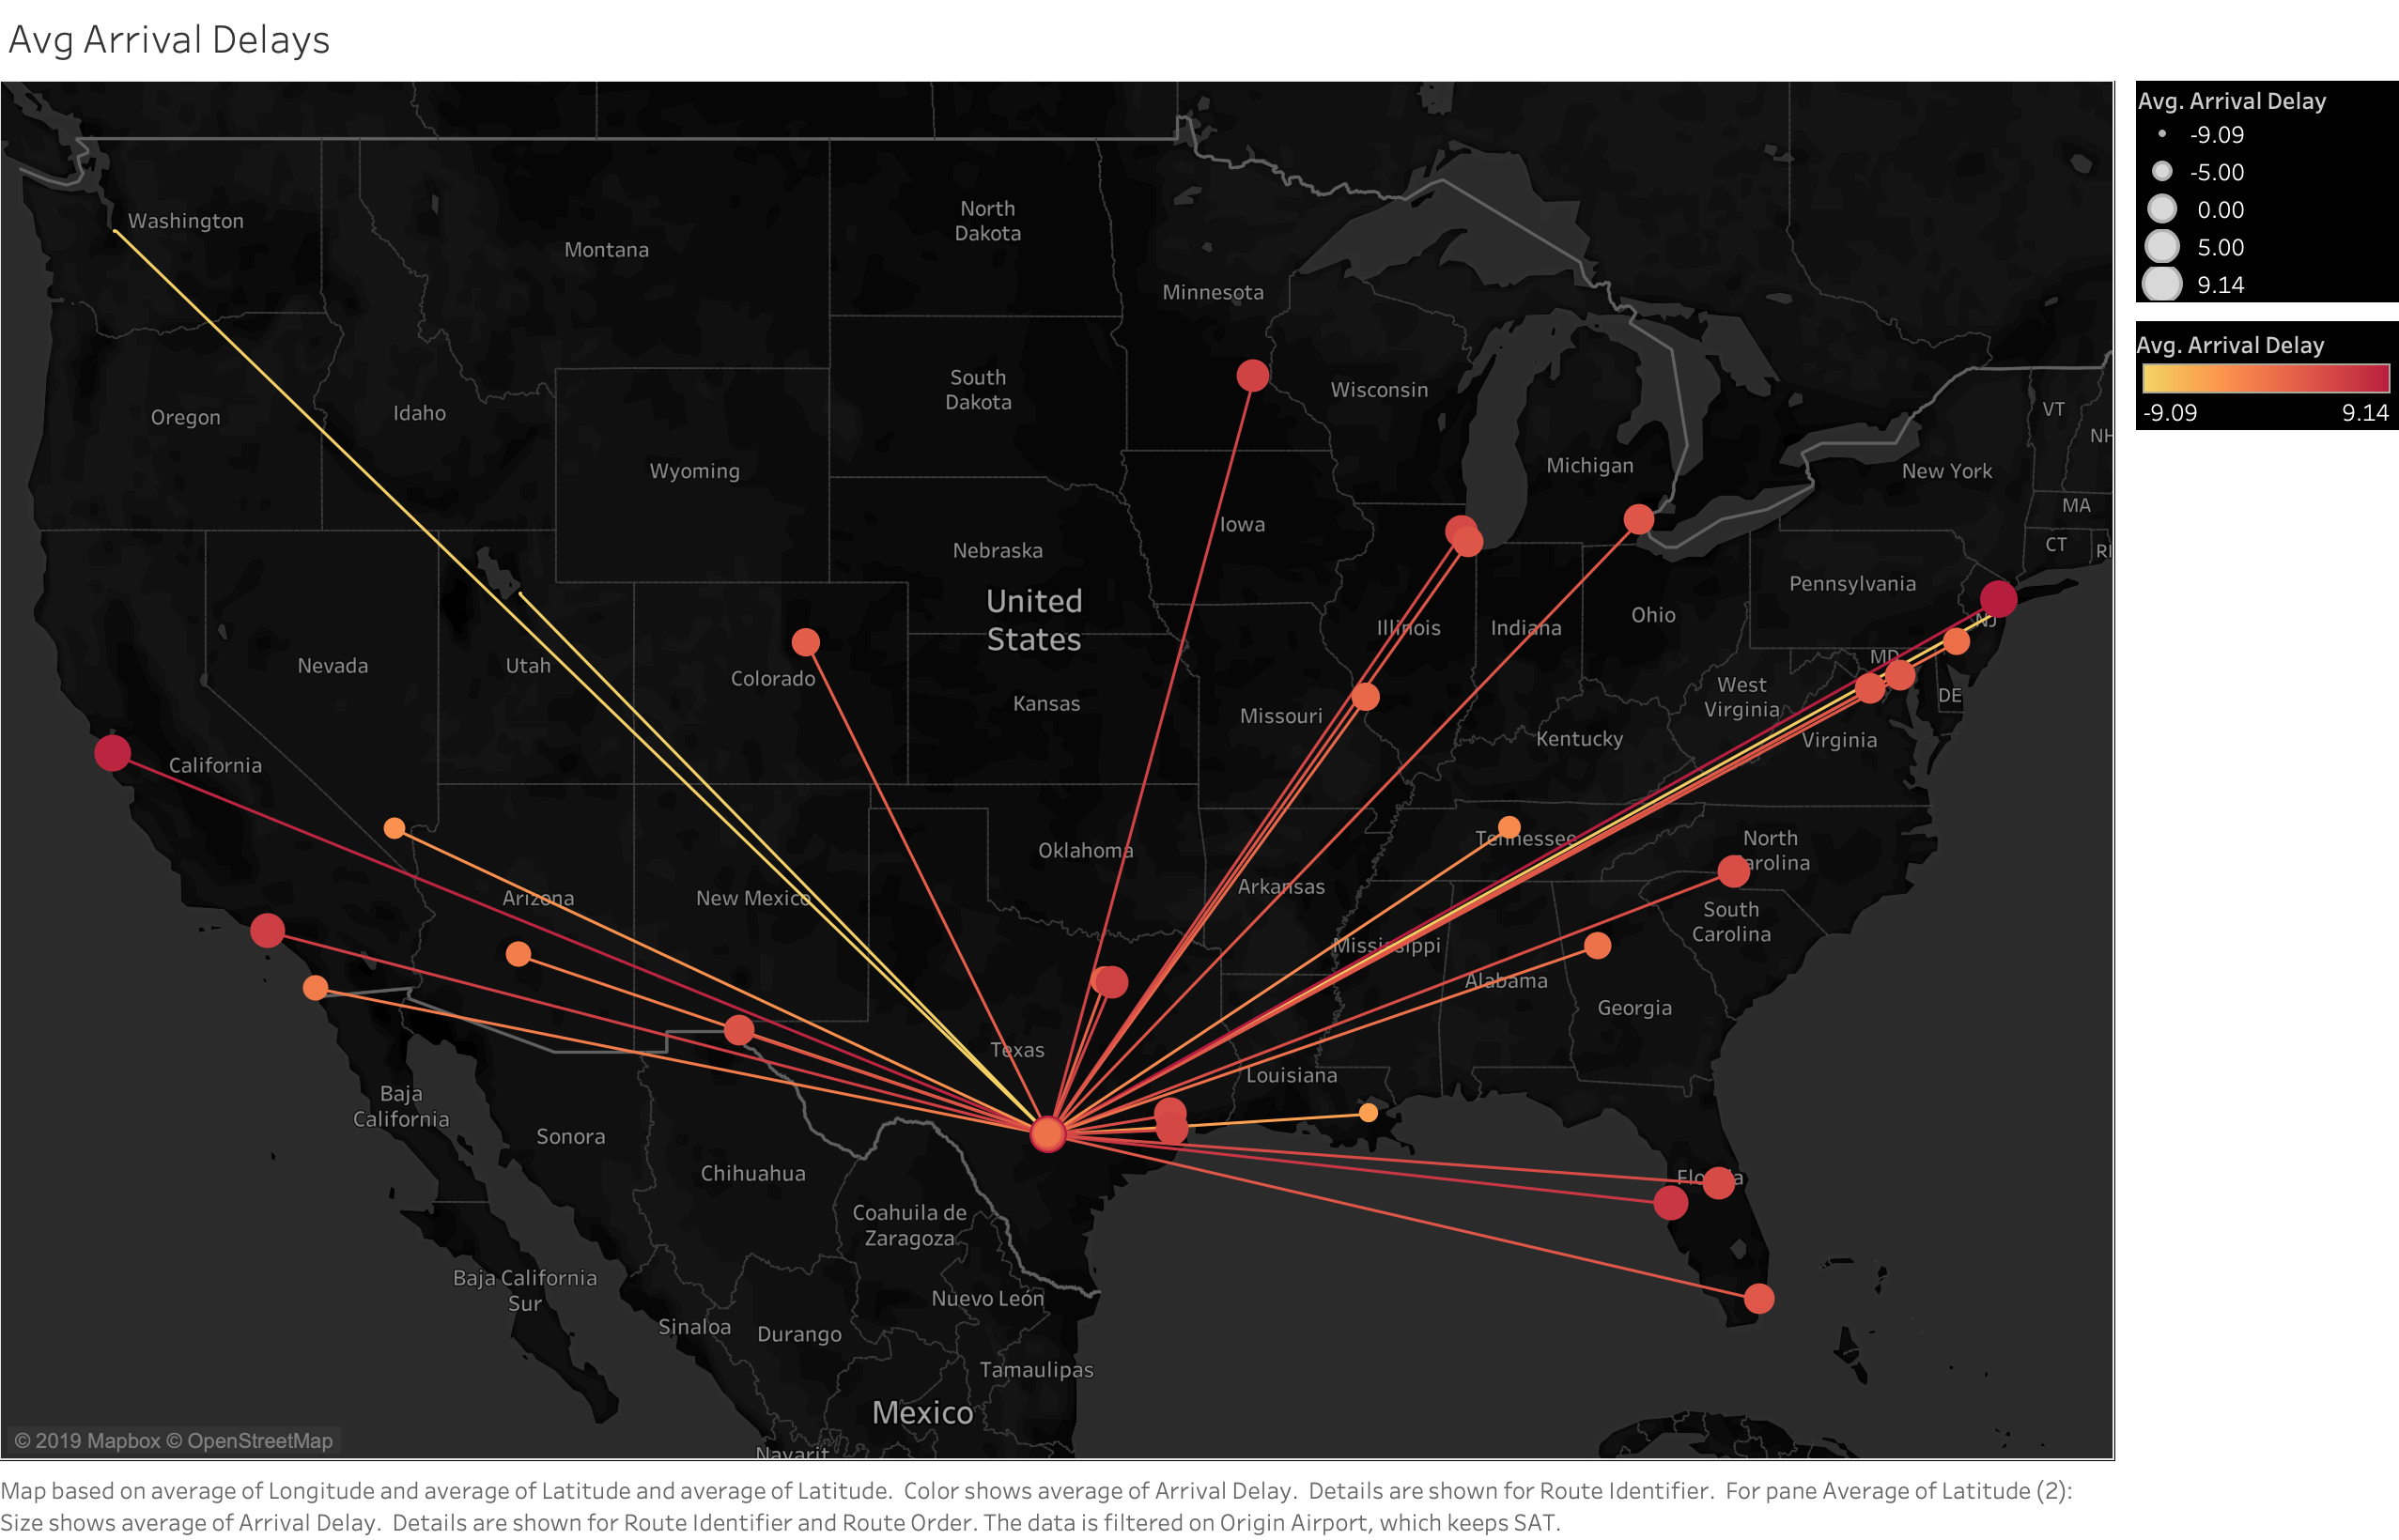 Avg Arrival Delays
Avg. Arrival Delay
-9.09
-5.00
0.00
5.00
9.14
Avg. Arrival Delay
-9.09 9.14
Washington
Montana
North
Dakota
Minnesota
South
Dakota
Wisconsin
Oregon
Idaho
Wyoming
Michigan
New York
VT
NH
MA
CT
RI
Iowa
Nebraska
United
States
Pennsylvania
NJ
Ohio
Illinois
Indiana
Nevada
Utah
Colorado
Kansas
Missouri
MD
DE
West
Virginia
Kentucky
Virginia
California
Oklahoma
Tennessee
North
Carolina
Arizona
New Mexico
Arkansas
South
Carolina
Mississippi
Alabama
Georgia
Texas
Louisiana
Baja
California
Sonora
Chihuahua
Florida
Coahuila de
Zaragoza
Baja California
Sur
Nuevo León
Sinaloa
Durango
Tamaulipas
Mexico
Nayarit
© 2019 Mapbox © OpenStreetMap
Map based on average of Longitude and average of Latitude and average of Latitude. Color shows average of Arrival Delay. Details are shown for Route Identifier. For pane Average of Latitude (2):
Size shows average of Arrival Delay. Details are shown for Route Identifier and Route Order. The data is filtered on Origin Airport, which keeps SAT.